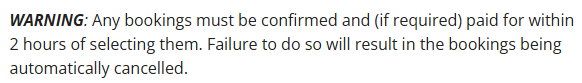 WARNING: Any bookings must be confirmed and (if required) paid for within
2 hours of selecting them. Failure to do so will result in the bookings being
automatically cancelled.